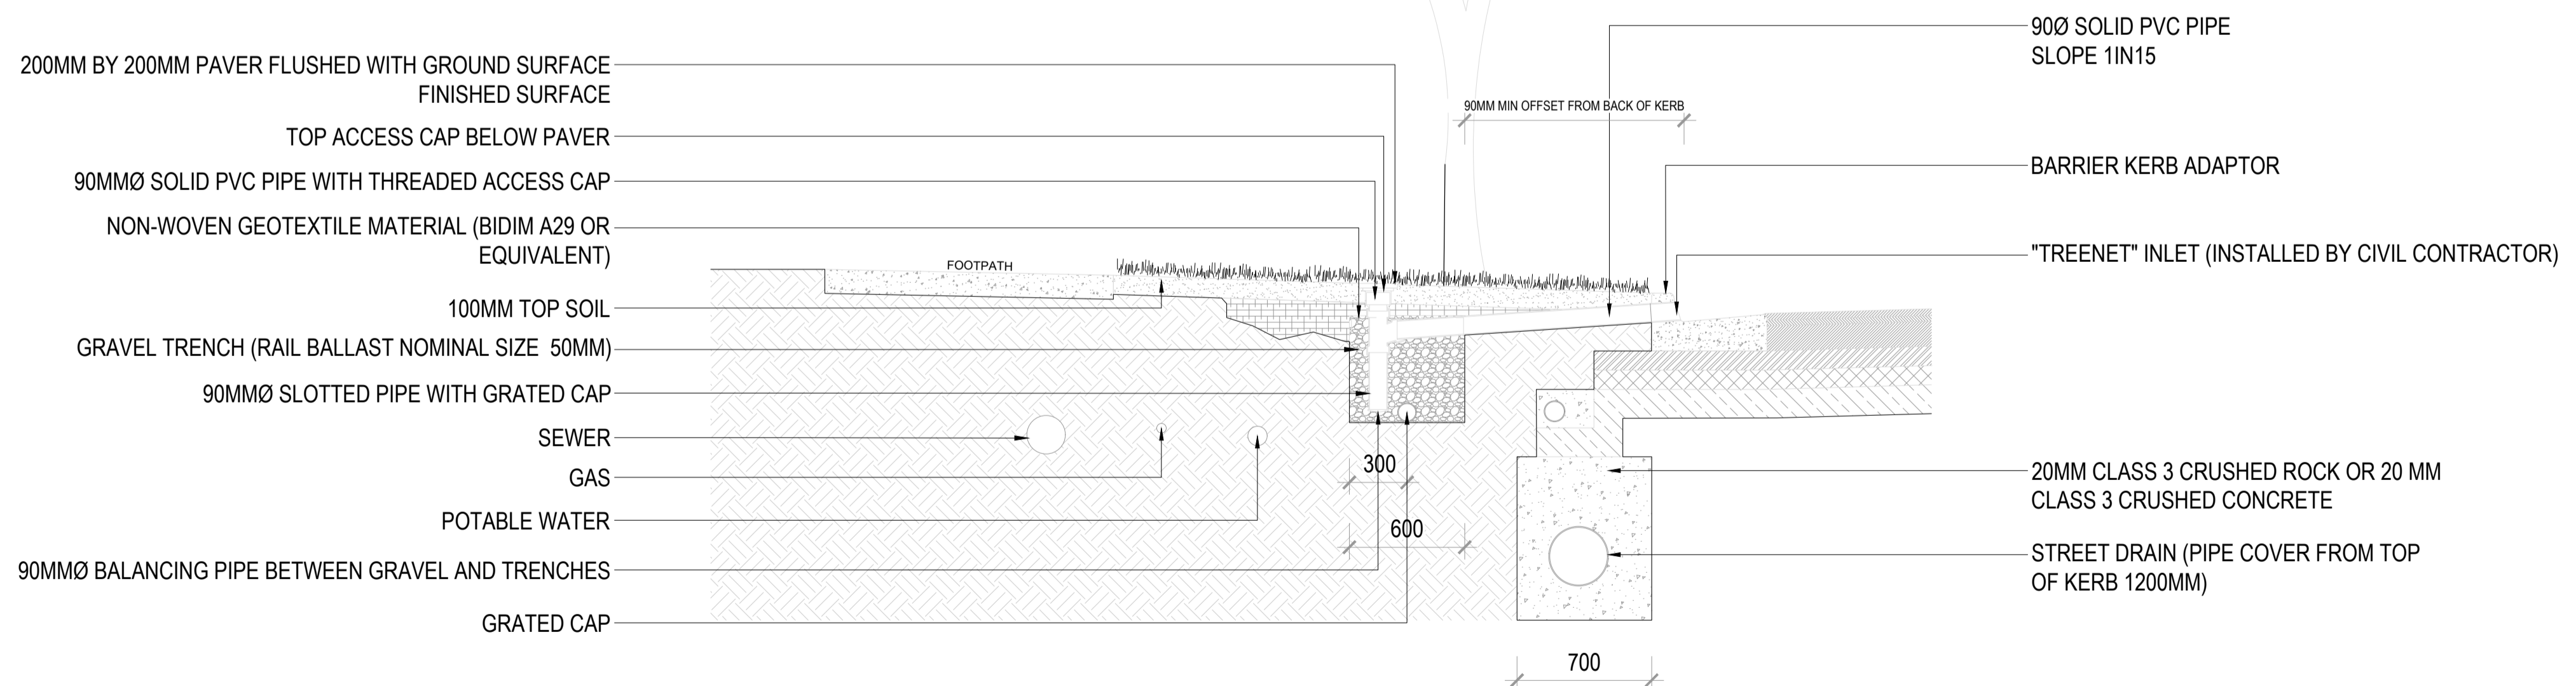 200MM BY 200MM PAVER FLUSHED WITH GROUND SURFACE
FINISHED SURFACE
TOP ACCESS CAP BELOW PAVER
90MMØ SOLID PVC PIPE WITH THREADED ACCESS CAP
NON-WOVEN GEOTEXTILE MATERIAL (BIDIM A29 OR
EQUIVALENT)
100MM TOP SOIL
GRAVEL TRENCH (RAIL BALLAST NOMINAL SIZE 50MM)
90MMØ SLOTTED PIPE WITH GRATED CAP
SEWER
GAS
POTABLE WATER
90MMØ BALANCING PIPE BETWEEN GRAVEL AND TRENCHES
GRATED CAP
FOOTPATH
90MM MIN OFFSET FROM BACK OF KERB
300
600
700
90Ø SOLID PVC PIPE
SLOPE 1IN15
BARRIER KERB ADAPTOR
"TREENET" INLET (INSTALLED BY CIVIL CONTRACTOR)
20MM CLASS 3 CRUSHED ROCK OR 20 MM
CLASS 3 CRUSHED CONCRETE
STREET DRAIN (PIPE COVER FROM TOP
OF KERB 1200MM)